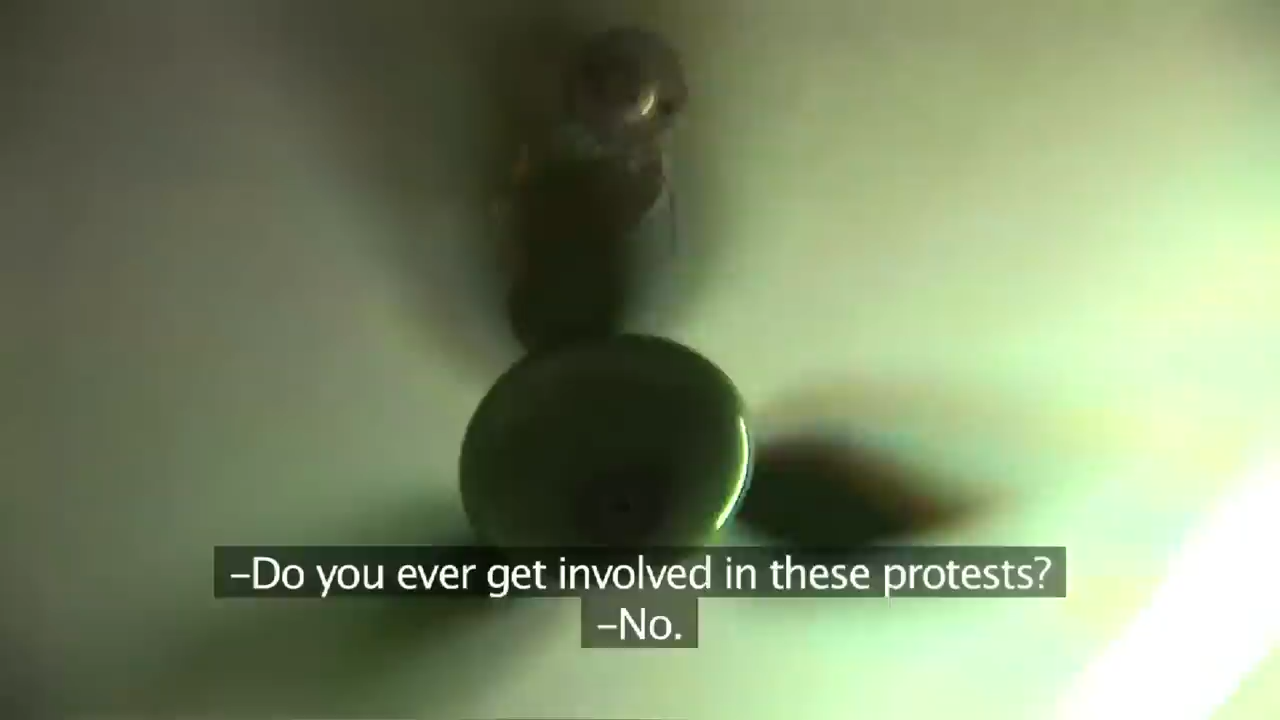 –Do you ever get involved in these protests?
–No.